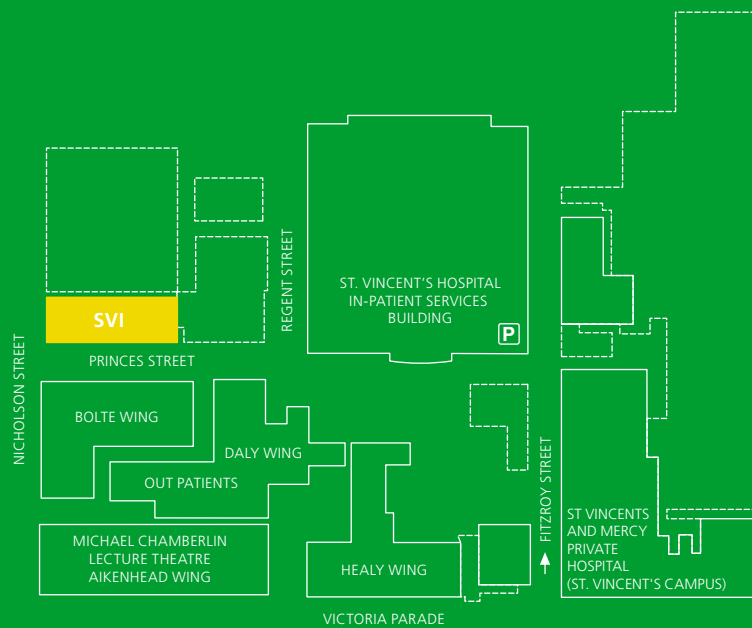 ST. VINCENT'S HOSPITAL
IN-PATIENT SERVICES
BUILDING
P
REGENT STREET
SVI
PRINCES STREET
NICHOLSON STREET
BOLTE WING
DALY WING
OUT PATIENTS
FITZROY STREET
MICHAEL CHAMBERLIN
LECTURE THEATRE
AIKENHEAD WING
HEALY WING
ST VINCENTS
AND MERCY
PRIVATE
HOSPITAL
(ST. VINCENT'S CAMPUS)
VICTORIA PARADE